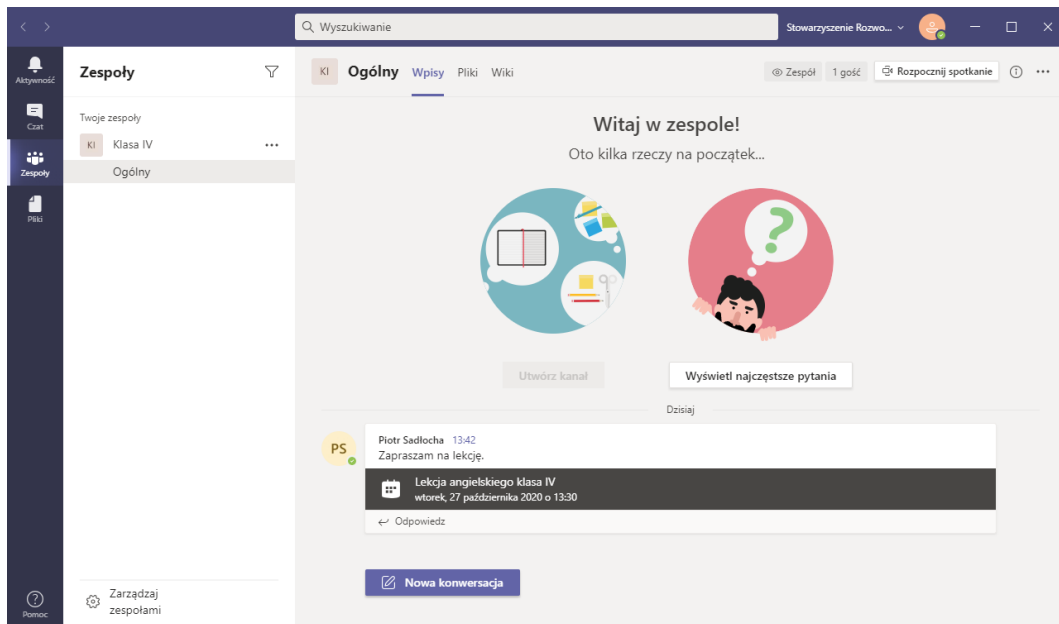 Wyszukiwanie
Stowarzyszenie Rozwo...
Aktywność
Czat
Zespoły
Pliki
Pomoc
Zespoły
Twoje zespoły
KI Klasa IV
Ogólny
Zarządzaj
zespołami
KI Ogólny Wpisy Pliki Wiki
Zespół 1 gość Rozpocznij spotkanie
Witaj w zespole!
Oto kilka rzeczy na początek...
Utwórz kanał
Wyświetl najczęstsze pytania
Dzisiaj
PS
Piotr Sadłocha 13:42
Zapraszam na lekcję.
Lekcja angielskiego klasa IV
wtorek, 27 października 2020 o 13:30
Odpowiedz
Nowa konwersacja